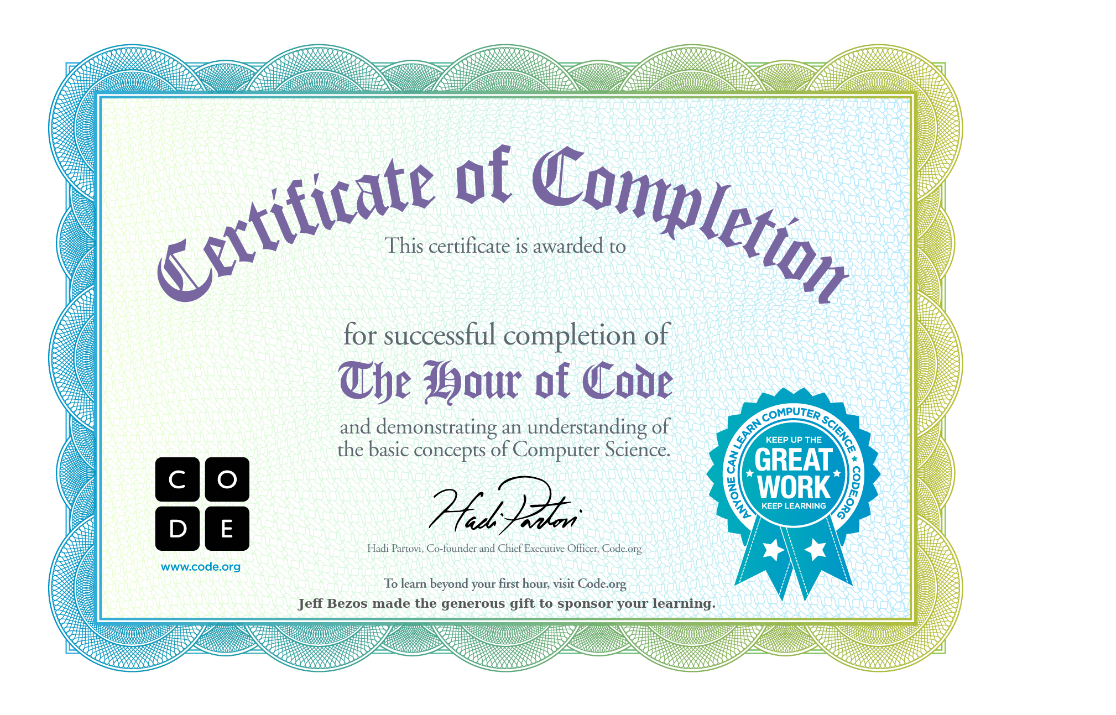 Certificate of Completion
This certificate is awarded to
for successful completion of
The Hour of Code
and demonstrating an understanding of
the basic concepts of Computer Science.
Hadi Partovi
Hadi Partovi, Co-founder and Chief Executive Officer, Code.org
To learn beyond your first hour, visit Code.org
Jeff Bezos made the generous gift to sponsor your learning.
C O
D E
www.code.org
ANYONE CAN LEARN COMPUTER SCIENCE ★ CODE.ORG
KEEP UP THE
GREAT
WORK
KEEP LEARNING